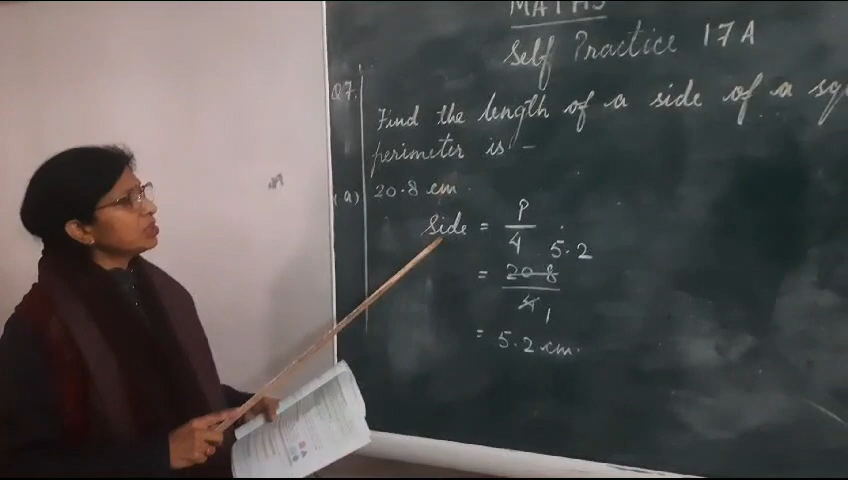 MATHS
Self Practice 17A
Q7. Find the length of a side of a
perimeter is -
(a) 20.8 cm.
Side = P/4
5.2
= 20.8/4 1
= 5.2 cm.